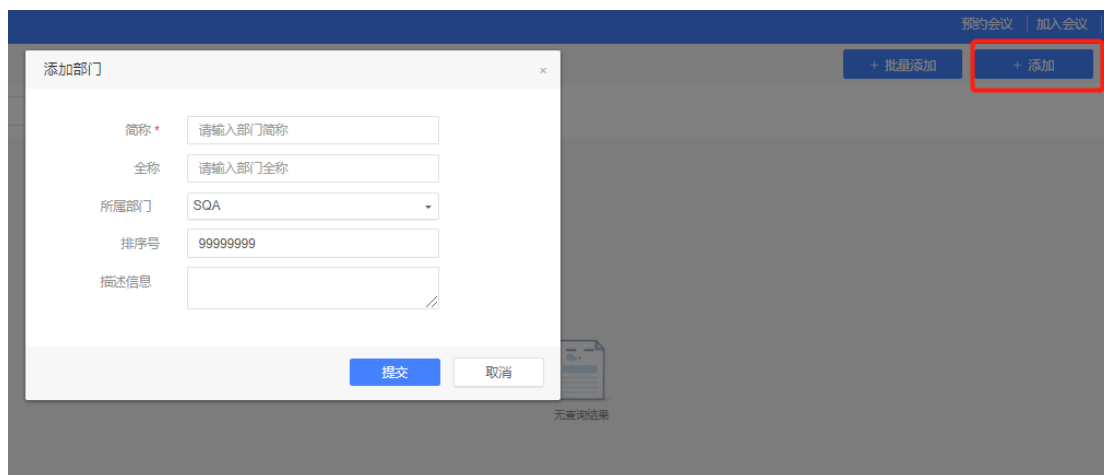 预约会议 | 加入会议
添加部门 ×
+ 批量添加
+ 添加
简称 * 请输入部门简称
全称 请输入部门全称
所属部门 SQA
排序号 99999999
描述信息
提交 取消
无查询结果